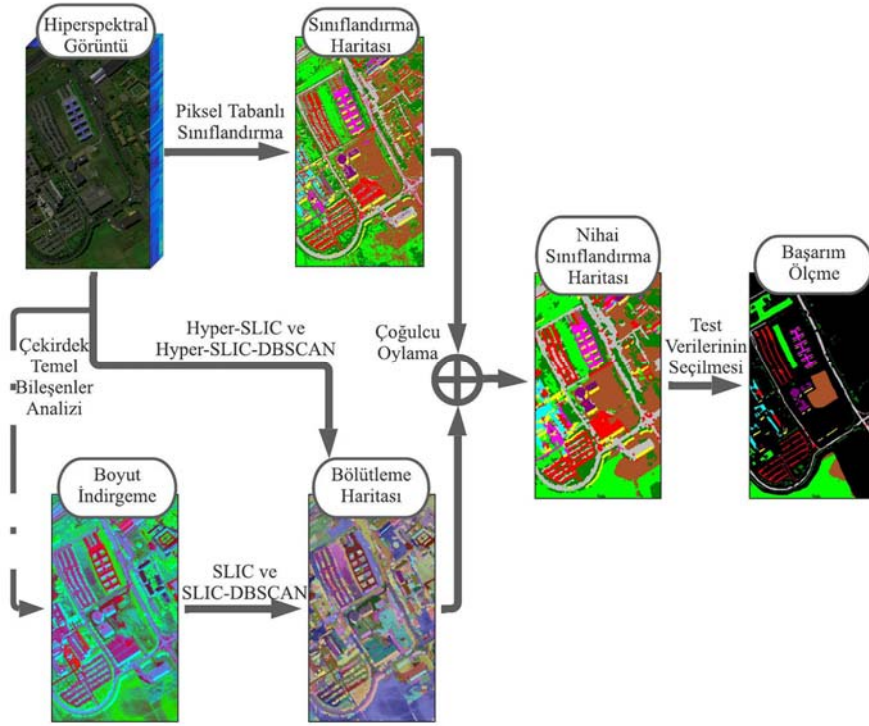 Hiperspektral
Görüntü
Piksel Tabanlı
Sınıflandırma
Sınıflandırma
Haritası
Çekirdek
Temel
Bileşenler
Analizi
Hyper-SLIC ve
Hyper-SLIC-DBSCAN
Boyut
İndirgeme
SLIC ve
SLIC-DBSCAN
Bölütleme
Haritası
Çoğulcu
Oylama
Nihai
Sınıflandırma
Haritası
Test
Verilerinin
Seçilmesi
Başarım
Ölçme